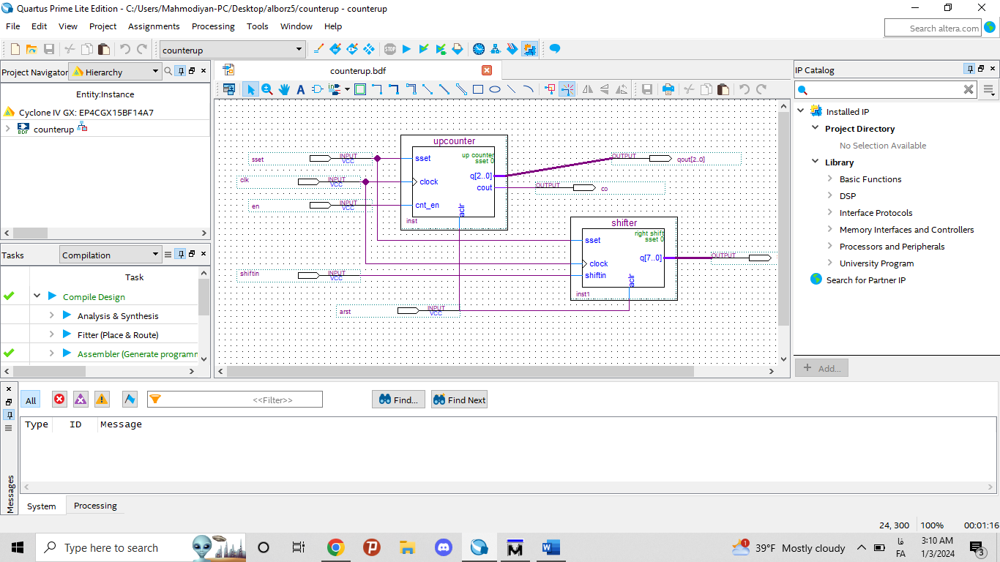 Quartus Prime Lite Edition - C:/Users/Mahmodiyan-PC/Desktop/alborz5/counterup - counterup
File Edit View Project Assignments Processing Tools Window Help
Search altera.com
counterup
STOP
Project Navigator
Hierarchy
Entity:Instance
Cyclone IV GX: EP4CGX15BF14A7
BDF
counterup
Tasks
Compilation
Task
Compile Design
Analysis & Synthesis
Fitter (Place & Route)
Assembler (Generate programm
counterup.bdf
upcounter
sset
INPUT
VCC
sset
up counter
sset 0
clk
INPUT
VCC
clock
q[2..0]
cout
en
INPUT
VCC
cnt_en
aclr
inst
OUTPUT
qout[2..0]
OUTPUT
co
shifter
sset
right shift
sset 0
clock
q[7..0]
OUTPUT
shiftin
INPUT
VCC
shiftin
aclr
inst1
arst
INPUT
VCC
IP Catalog
Installed IP
Project Directory
No Selection Available
Library
Basic Functions
DSP
Interface Protocols
Memory Interfaces and Controllers
Processors and Peripherals
University Program
Search for Partner IP
+ Add...
All
<<Filter>>
Find...
Find Next
Type ID Message
Messages
System Processing
24, 300 100% 00:01:16
Type here to search
39°F Mostly cloudy
فا
FA
3:10 AM
1/3/2024
1
3